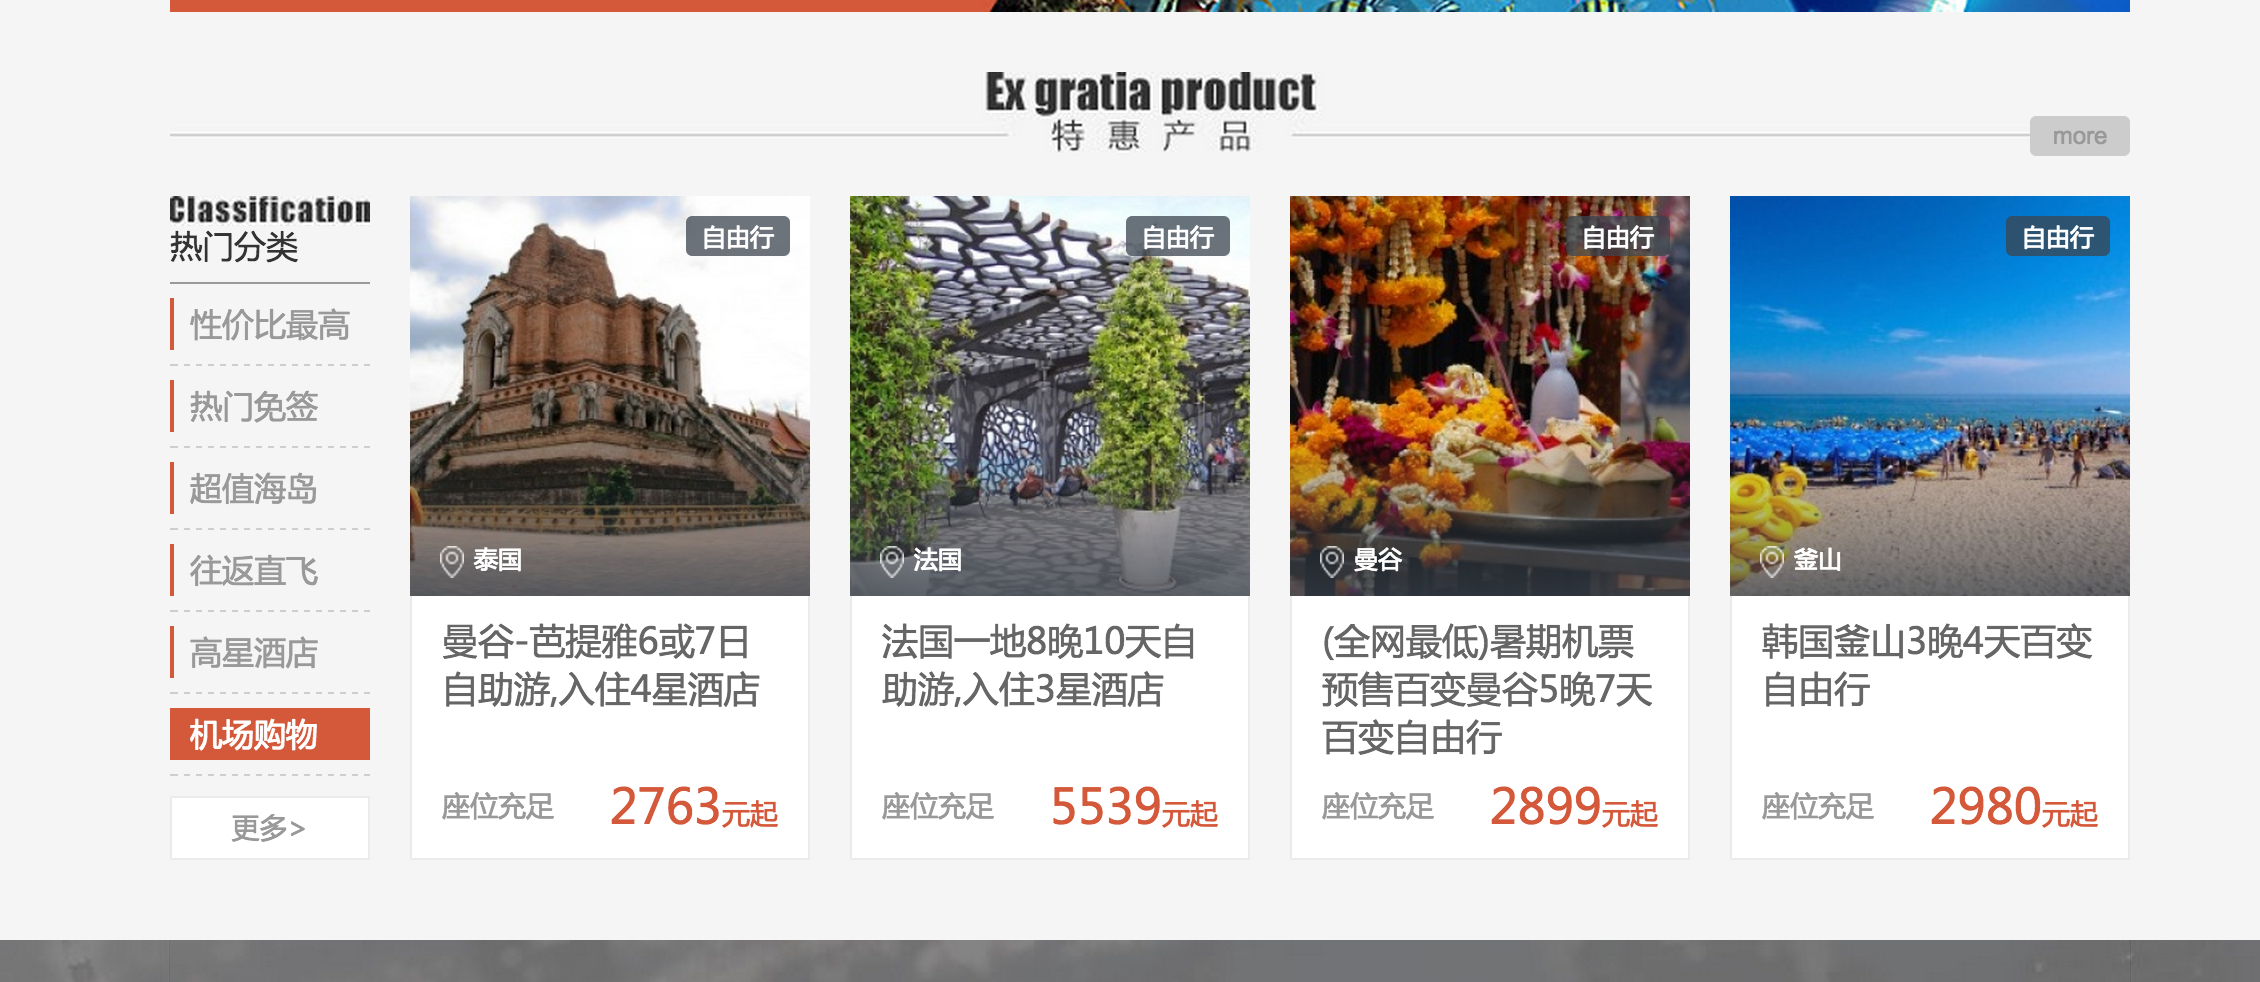 Ex gratia product
特惠产品
more
Classification
热门分类
性价比最高
热门免签
超值海岛
往返直飞
高星酒店
机场购物
更多>
自由行
泰国
曼谷-芭提雅6或7日
自助游,入住4星酒店
座位充足 2763元起
自由行
法国
法国一地8晚10天自
助游,入住3星酒店
座位充足 5539元起
自由行
曼谷
(全网最低)暑期机票
预售百变曼谷5晚7天
百变自由行
座位充足 2899元起
自由行
釜山
韩国釜山3晚4天百变
自由行
座位充足 2980元起